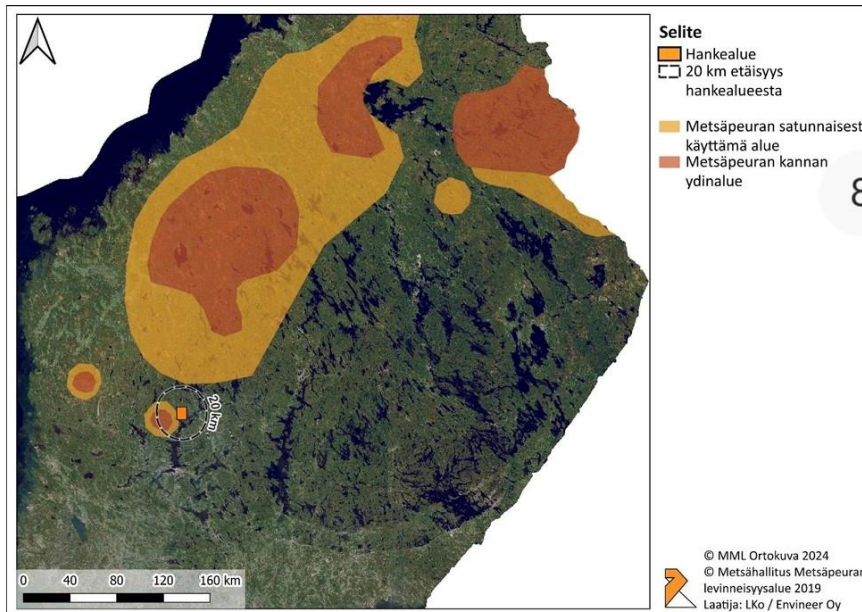 Selite
Hankealue
20 km etäisyys
hankealueesta
Metsäpeuran satunnaisest
käyttämä alue
Metsäpeuran kannan
ydinalue
8
20 km
0 40 80 120 160 km
© MML Ortokuva 2024
© Metsähallitus Metsäpeuran
levinneisyysalue 2019
Laatija: LKo / Envineer Oy